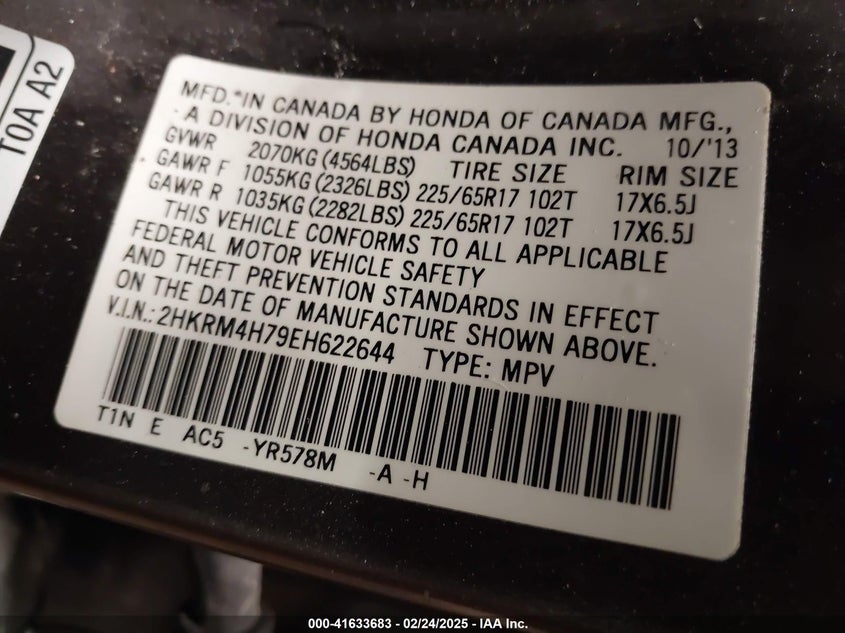 T0A A2
MFD.*IN CANADA BY HONDA OF CANADA MFG.,
A DIVISION OF HONDA CANADA INC. 10/'13
GVWR 2070KG (4564LBS) TIRE SIZE RIM SIZE
GAWR F 1055KG (2326LBS) 225/65R17 102T 17X6.5J
GAWR R 1035KG (2282LBS) 225/65R17 102T 17X6.5J
THIS VEHICLE CONFORMS TO ALL APPLICABLE
FEDERAL MOTOR VEHICLE SAFETY
AND THEFT PREVENTION STANDARDS IN EFFECT
ON THE DATE OF MANUFACTURE SHOWN ABOVE.
V.I.N.: 2HKRM4H79EH622644 TYPE: MPV
T1N E AC5 -YR578M -A -H
000-41633683 - 02/24/2025 - IAA Inc.